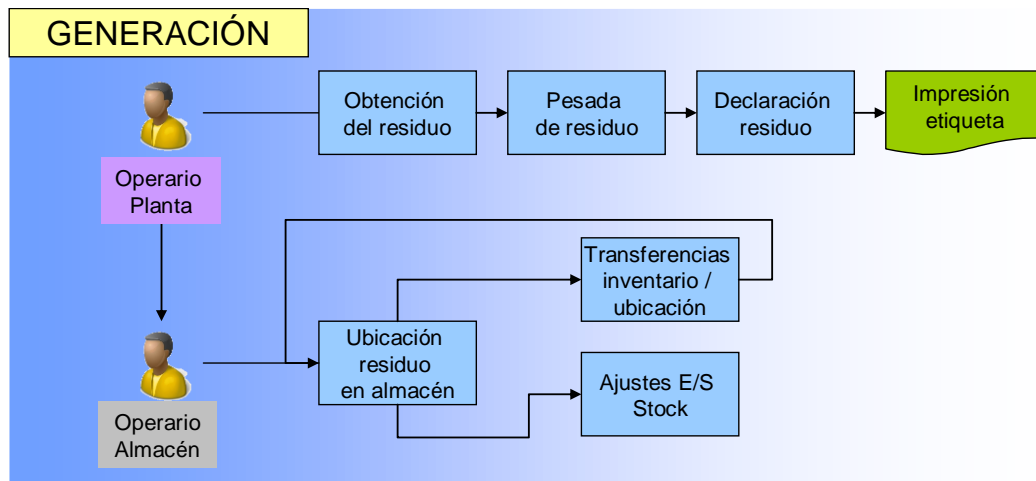 GENERACIÓN
Obtención
del residuo
Pesada
de residuo
Declaración
residuo
Impresión
etiqueta
Operario
Planta
Transferencias
inventario /
ubicación
Ubicación
residuo
en almacén
Ajustes E/S
Stock
Operario
Almacén